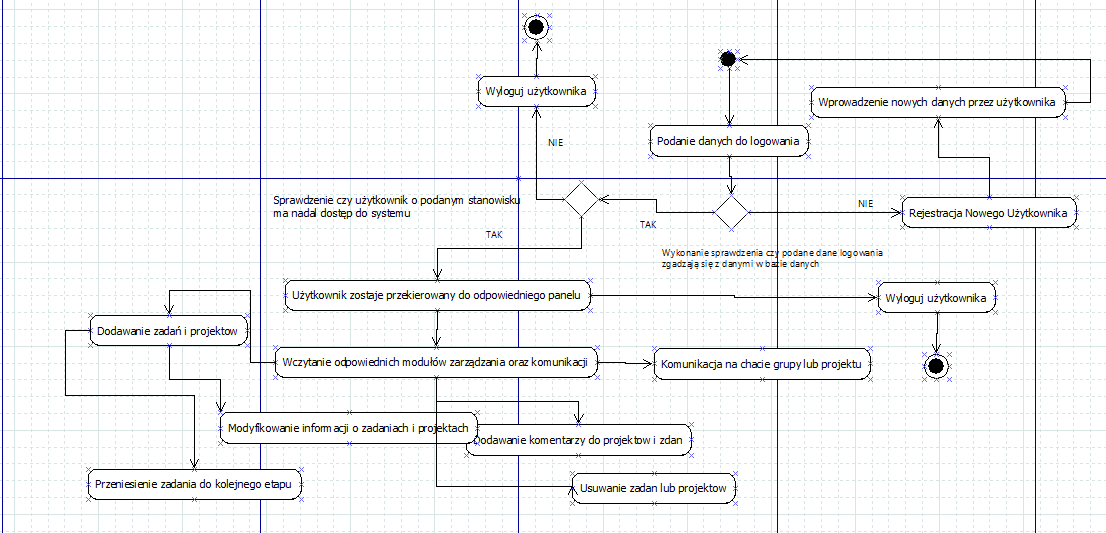 Wyloguj użytkownika
Wprowadzenie nowych danych przez użytkownika
Podanie danych do logowania
NIE
Sprawdzenie czy użytkownik o podanym stanowisku
ma nadal dostęp do systemu
NIE
Rejestracja Nowego Użytkownika
TAK
TAK
Wykonanie sprawdzenia czy podane dane logowania
zgadzają się z danymi w bazie danych
Użytkownik zostaje przekierowany do odpowiedniego panelu
Wyloguj użytkownika
Dodawanie zadań i projektow
Wczytanie odpowiednich modułów zarządzania oraz komunikacji
Komunikacja na chacie grupy lub projektu
Modyfikowanie informacji o zadaniach i projektach
Dodawanie komentarzy do projektow i zdan
Przeniesienie zadania do kolejnego etapu
Usuwanie zadan lub projektow